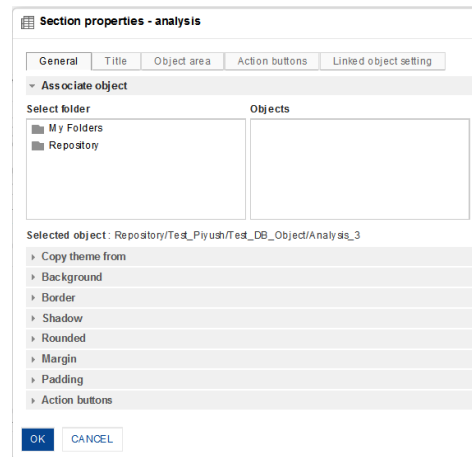 Section properties - analysis
General Title Object area Action buttons Linked object setting
Associate object
Select folder Objects
My Folders
Repository
Selected object : Repository/Test_Piyush/Test_DB_Object/Analysis_3
Copy theme from
Background
Border
Shadow
Rounded
Margin
Padding
Action buttons
OK CANCEL